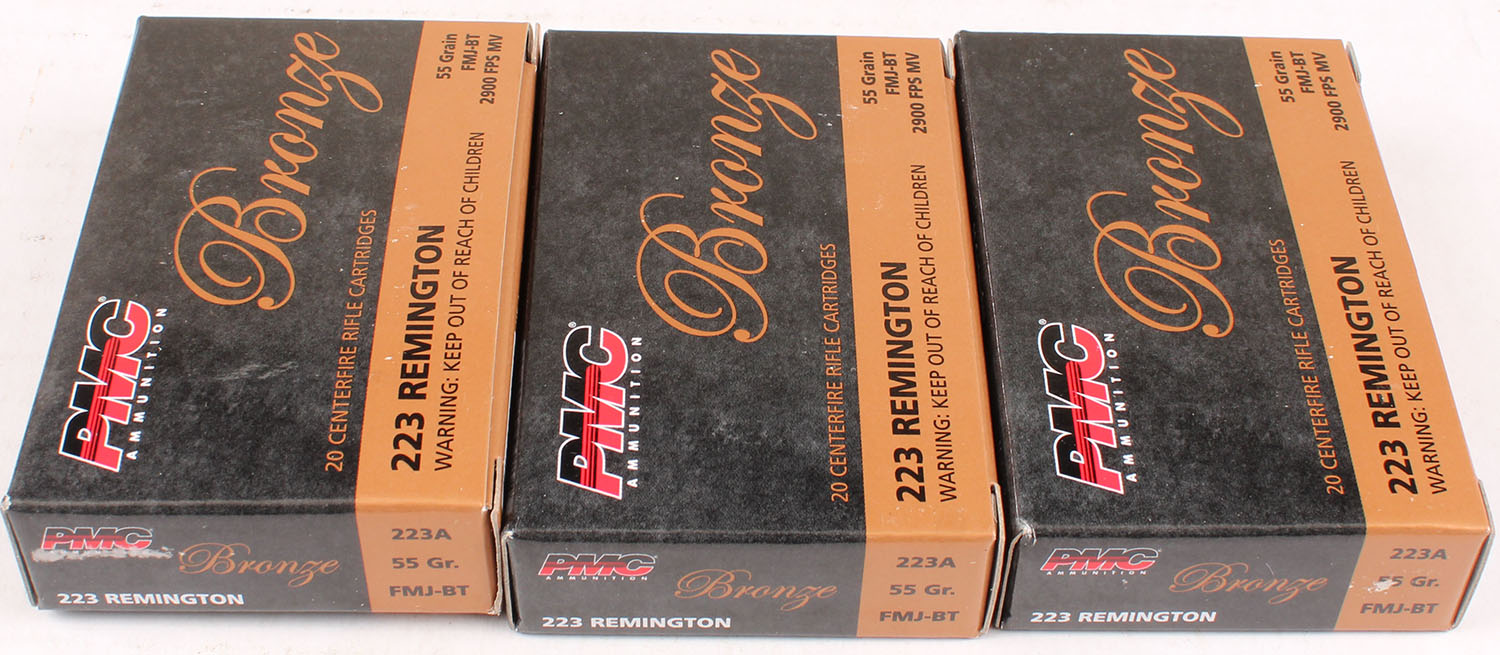 PMC®
AMMUNITION
Bronze
20 CENTERFIRE RIFLE CARTRIDGES
223 REMINGTON
WARNING: KEEP OUT OF REACH OF CHILDREN
55 Grain
FMJ-BT
2900 FPS MV
PMC
Bronze
223 REMINGTON
223A
55 Gr.
FMJ-BT
PMC®
AMMUNITION
Bronze
20 CENTERFIRE RIFLE CARTRIDGES
223 REMINGTON
WARNING: KEEP OUT OF REACH OF CHILDREN
55 Grain
FMJ-BT
2900 FPS MV
PMC
AMMUNITION
Bronze
223 REMINGTON
223A
55 Gr.
FMJ-BT
PMC®
AMMUNITION
Bronze
20 CENTERFIRE RIFLE CARTRIDGES
223 REMINGTON
WARNING: KEEP OUT OF REACH OF CHILDREN
55 Grain
FMJ-BT
2900 FPS MV
PMC
AMMUNITION
Bronze
223 REMINGTON
223A
55 Gr.
FMJ-BT